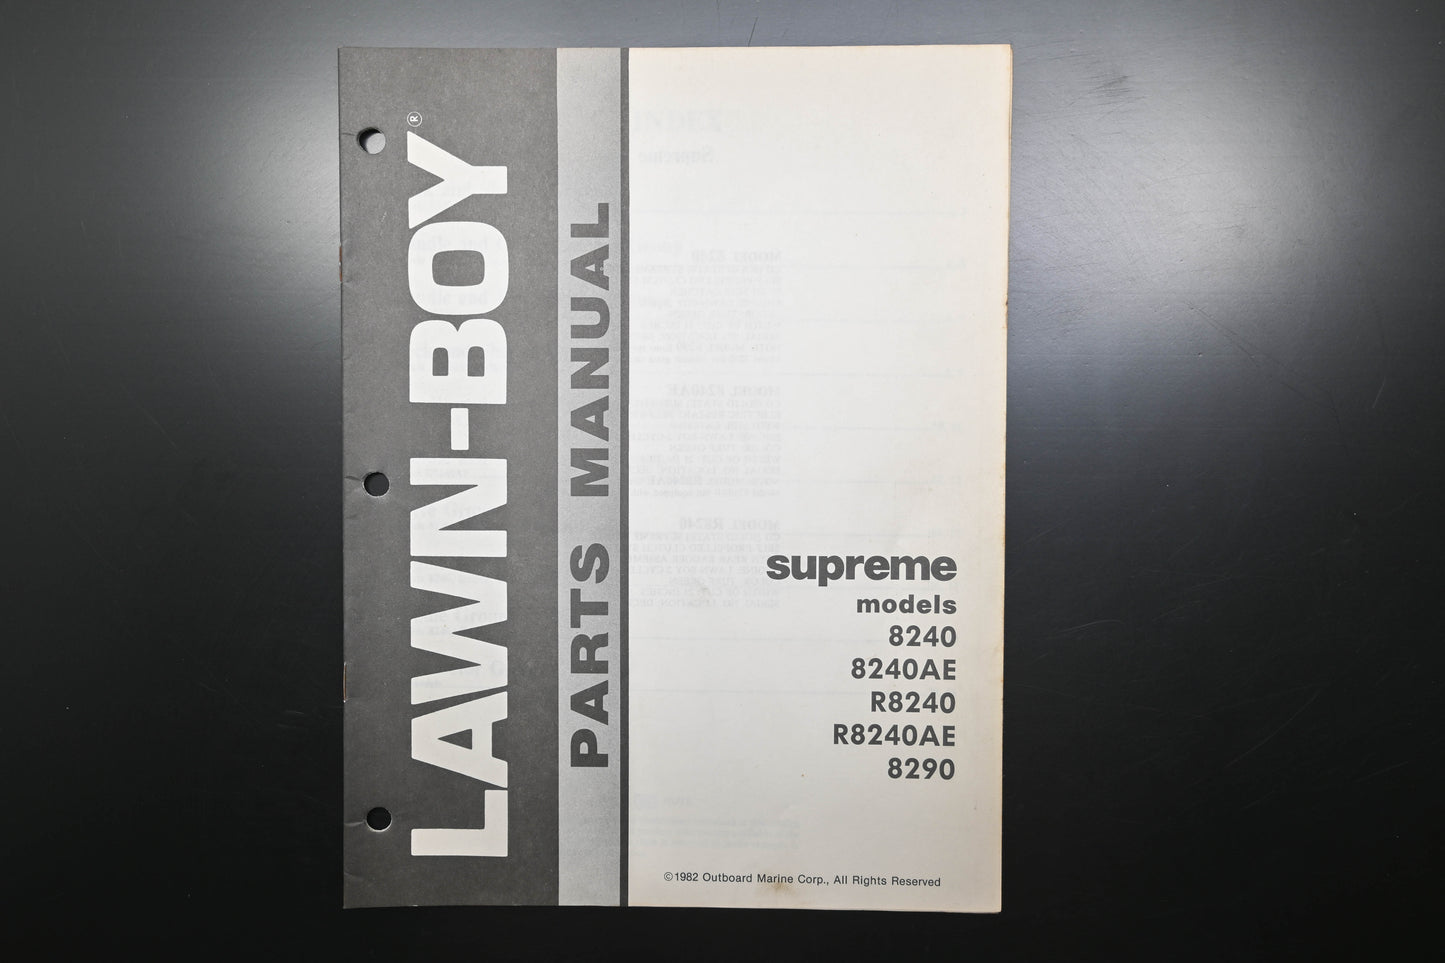 LAWN-BOY®
PARTS MANUAL
supreme
models
8240
8240AE
R8240
R8240AE
8290
©1982 Outboard Marine Corp., All Rights Reserved